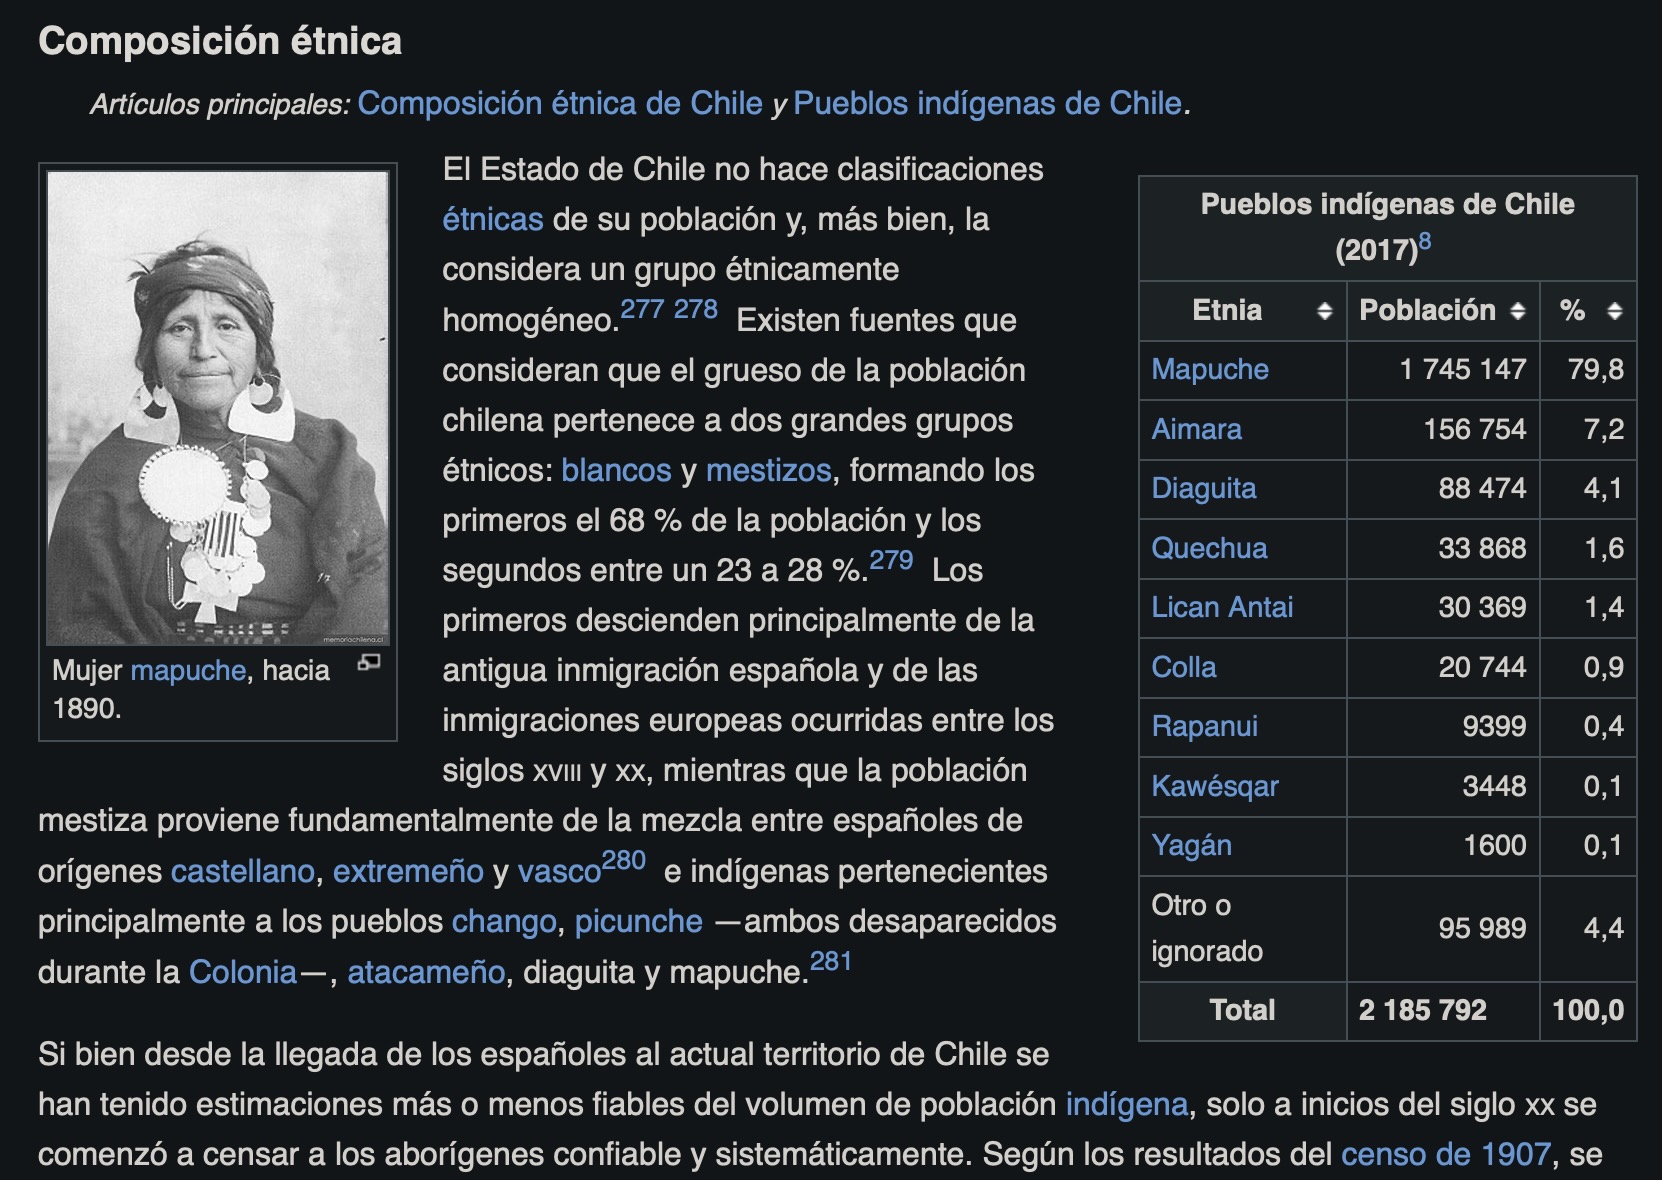 Composición étnica
Artículos principales: Composición étnica de Chile y Pueblos indígenas de Chile.
memoriachilena.cl
Mujer mapuche, hacia
1890.
El Estado de Chile no hace clasificaciones
étnicas de su población y, más bien, la
considera un grupo étnicamente
homogéneo.277 278 Existen fuentes que
consideran que el grueso de la población
chilena pertenece a dos grandes grupos
étnicos: blancos y mestizos, formando los
primeros el 68 % de la población y los
segundos entre un 23 a 28 %.279 Los
primeros descienden principalmente de la
antigua inmigración española y de las
inmigraciones europeas ocurridas entre los
siglos XVIII y XX, mientras que la población
mestiza proviene fundamentalmente de la mezcla entre españoles de
orígenes castellano, extremeño y vasco280 e indígenas pertenecientes
principalmente a los pueblos chango, picunche —ambos desaparecidos
durante la Colonia—, atacameño, diaguita y mapuche.281
Pueblos indígenas de Chile
(2017)8
Etnia Población %
Mapuche 1 745 147 79,8
Aimara 156 754 7,2
Diaguita 88 474 4,1
Quechua 33 868 1,6
Lican Antai 30 369 1,4
Colla 20 744 0,9
Rapanui 9399 0,4
Kawésqar 3448 0,1
Yagán 1600 0,1
Otro o
ignorado 95 989 4,4
Total 2 185 792 100,0
Si bien desde la llegada de los españoles al actual territorio de Chile se
han tenido estimaciones más o menos fiables del volumen de población indígena, solo a inicios del siglo XX se
comenzó a censar a los aborígenes confiable y sistemáticamente. Según los resultados del censo de 1907, se